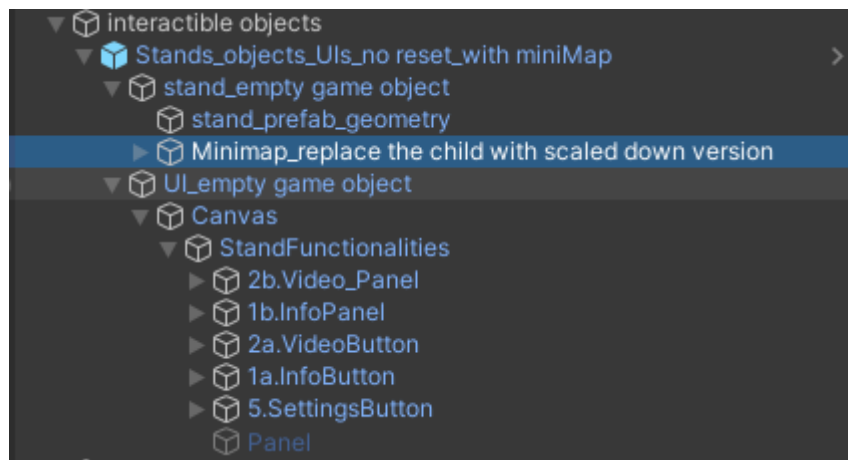 interactible objects
Stands_objects_UIs_no reset_with miniMap
stand_empty game object
stand_prefab_geometry
Minimap_replace the child with scaled down version
UI_empty game object
Canvas
StandFunctionalities
2b.Video_Panel
1b.InfoPanel
2a.VideoButton
1a.InfoButton
5.SettingsButton
Panel